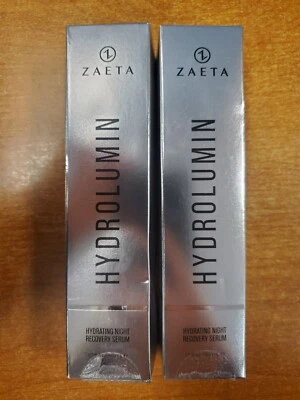 ZAETA
HYDROLUMIN
HYDRATING NIGHT
RECOVERY SERUM
ZAETA
HYDROLUMIN
HYDRATING NIGHT
RECOVERY SERUM